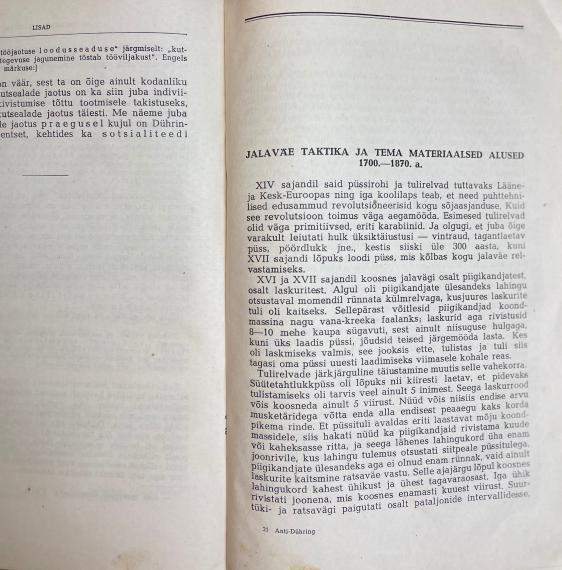 LISAD
tööjaotuse loodusseaduse“ järgmiselt: „kut-
tegevuse jagunemine tõstab tööviljakust“. Engels
märkuse:]
on väär, sest ta on õige ainult kodanliku
utsealade jaotus on ka siin juba indivii-
kivistumise tõttu tootmisele takistuseks,
kutsealade jaotus täiesti. Me näeme juba
le jaotus praegusel kujul on Dührin-
entset, kehtides ka sotsialiteedi
JALAVÄE TAKTIKA JA TEMA MATERIAALSED ALUSED
1700.—1870. a.
XIV sajandil said püssirohi ja tulirelvad tuttavaks Lääne-
ja Kesk-Euroopas ning iga koolilaps teab, et need puhttehni-
lised edusammud revolutsioneerisid kogu sõjaasjanduse. Kuid
see revolutsioon toimus väga aegamööda. Esimesed tulirelvad
olid väga primitiivsed, eriti karabiinid. Ja olgugi, et juba õige
varakult leiutati hulk üksiktäiustusi — vintraud, tagantlaetav
püss, pöördlukk jne., kestis siiski üle 300 aasta, kuni
XVII sajandi lõpuks loodi püss, mis kõlbas kogu jalaväe rel-
vastamiseks.
XVI ja XVII sajandil koosnes jalavägi osalt piigikandjatest,
osalt laskuritest. Algul oli piigikandjate ülesandeks lahingu
otsustaval momendil rünnata külmrelvaga, kusjuures laskurite
tuli oli kaitseks. Sellepärast võitlesid piigikandjad koond-
massina nagu vana-kreeka faalanks; laskurid aga rivistusid
8—10 mehe kaupa sügavuti, sest ainult niisuguse hulgaga,
kuni üks laadis püssi, jõudsid teised järgemööda lasta. Kes
oli laskmiseks valmis, see jooksis ette, tulistas ja tuli siis
tagasi oma püssi uuesti laadimiseks viimasele kohale reas.
Tulirelvade järkjärguline täiustamine muutis selle vahekorra.
Süütetahtlukkpüss oli lõpuks nii kiiresti laetav, et pidevaks
tulistamiseks oli tarvis veel ainult 5 inimest. Seega laskurrood
võis koosneda ainult 5 viirust. Nüüd võis niisiis endise arvu
musketäridega võtta enda alla endisest peaaegu kaks korda
pikema rinde. Et püssituli avaldas eriti laastavat mõju koond-
massidele, siis hakati nüüd ka piigikandjaid rivistama kuude
või kaheksasse ritta, ja seega lähenes lahingukord üha enam
joonrivile, kus lahingu tulemus otsustati siitpeale püssitulega,
piigikandjate ülesandeks aga ei olnud enam rünnak, vaid ainult
laskurite kaitsmine ratsaväe vastu. Selle ajajärgu lõpul koosnes
lahingukord kahest ühikust ja ühest tagavaraosast. Iga ühik
rivistati joonena, mis koosnes enamasti kuuest viirust. Suur-
tüki- ja ratsavägi paigutati osalt pataljonide intervallidesse,
21 Anti-Dühring